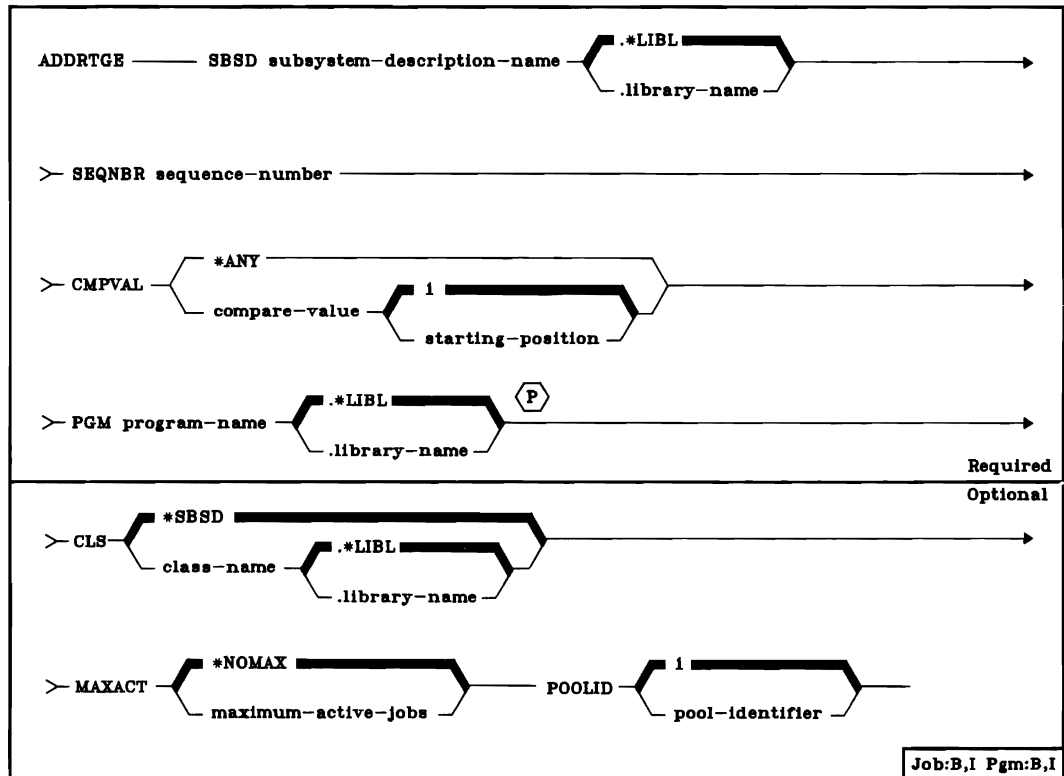 .*LIBL
ADDRTGE SBSD subsystem-description-name
.library-name
SEQNBR sequence-number
*ANY
CMPVAL
1
compare-value
starting-position
P
.*LIBL
PGM program-name
.library-name
Required
Optional
*SBSD
CLS
.*LIBL
class-name
.library-name
*NOMAX
1
MAXACT
POOLID
maximum-active-jobs
pool-identifier
Job:B,I Pgm:B,I